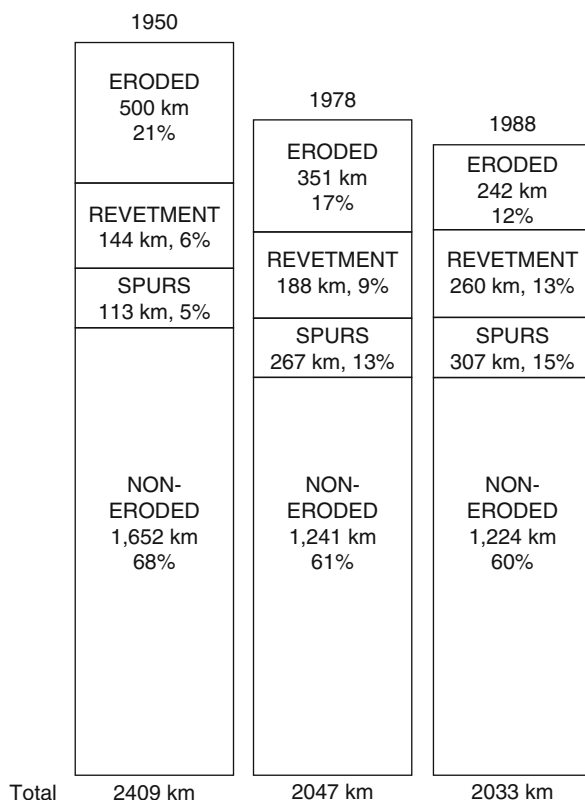 1950
ERODED
500 km
21%
REVETMENT
144 km, 6%
SPURS
113 km, 5%
NON-
ERODED
1,652 km
68%
1978
ERODED
351 km
17%
REVETMENT
188 km, 9%
SPURS
267 km, 13%
NON-
ERODED
1,241 km
61%
1988
ERODED
242 km
12%
REVETMENT
260 km, 13%
SPURS
307 km, 15%
NON-
ERODED
1,224 km
60%
Total 2409 km 2047 km 2033 km